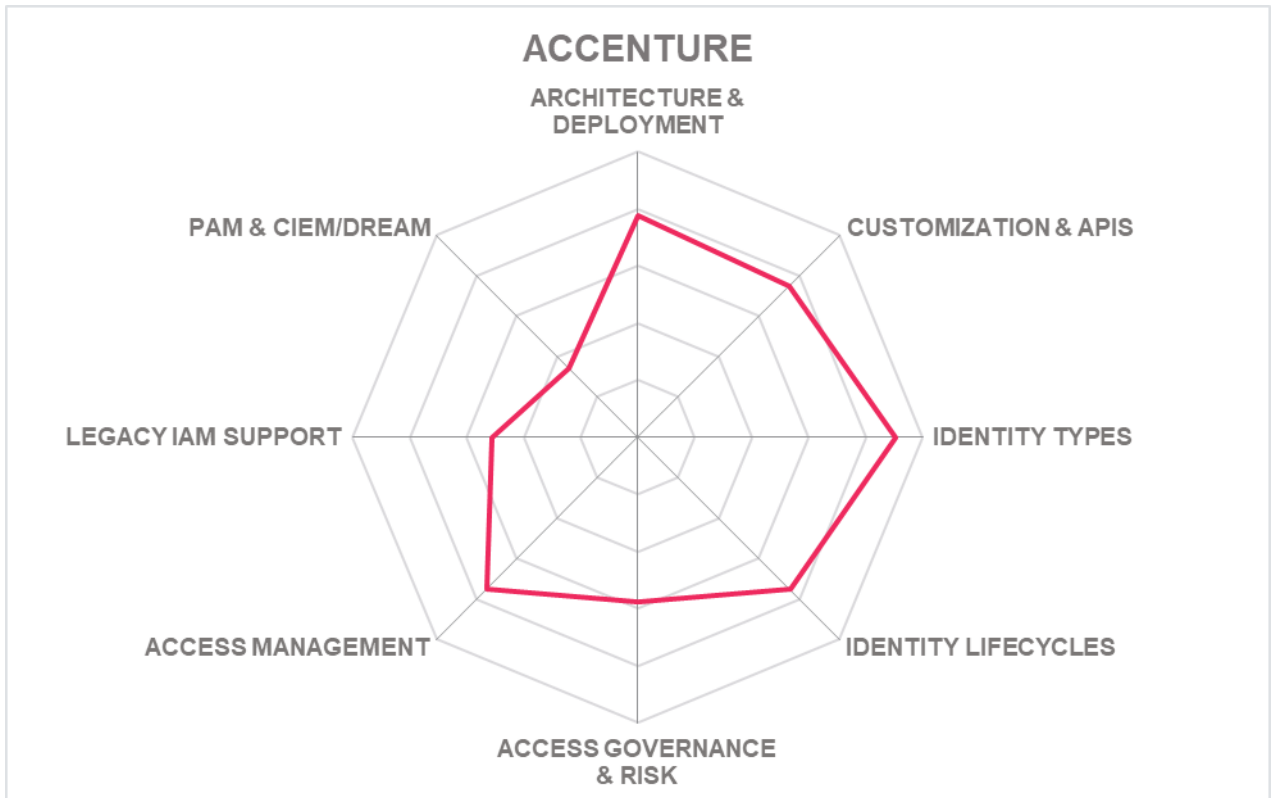 ACCENTURE
ARCHITECTURE &
DEPLOYMENT
PAM & CIEM/DREAM
CUSTOMIZATION & APIS
LEGACY IAM SUPPORT
IDENTITY TYPES
ACCESS MANAGEMENT
IDENTITY LIFECYCLES
ACCESS GOVERNANCE
& RISK